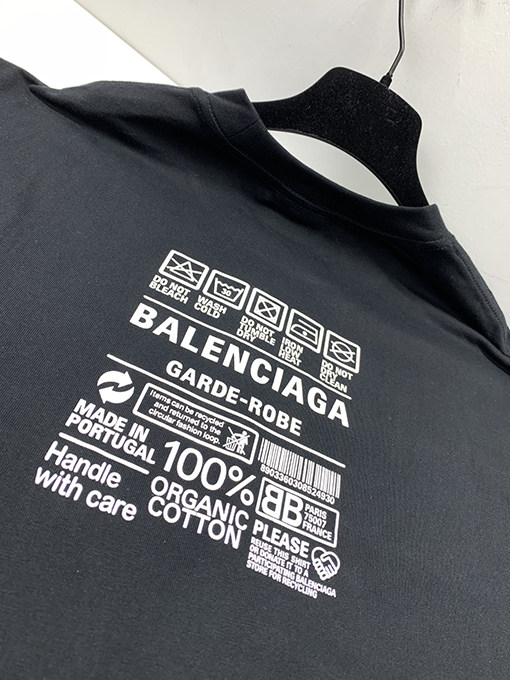 DO NOT
BLEACH
30
WASH
COLD
DO NOT
TUMBLE
DRY
IRON
LOW
HEAT
DO NOT
DRY
CLEAN
BALENCIAGA
GARDE-ROBE
MADE IN
PORTUGAL
Items can be recycled
and returned to the
circular fashion loop.
Handle
with care
100%
ORGANIC
COTTON
8903360306524930
BB
PARIS
75007
FRANCE
PLEASE
REUSE THIS SHIRT
OR DONATE IT TO A
PARTICIPATING BALENCIAGA
STORE FOR RECYCLING